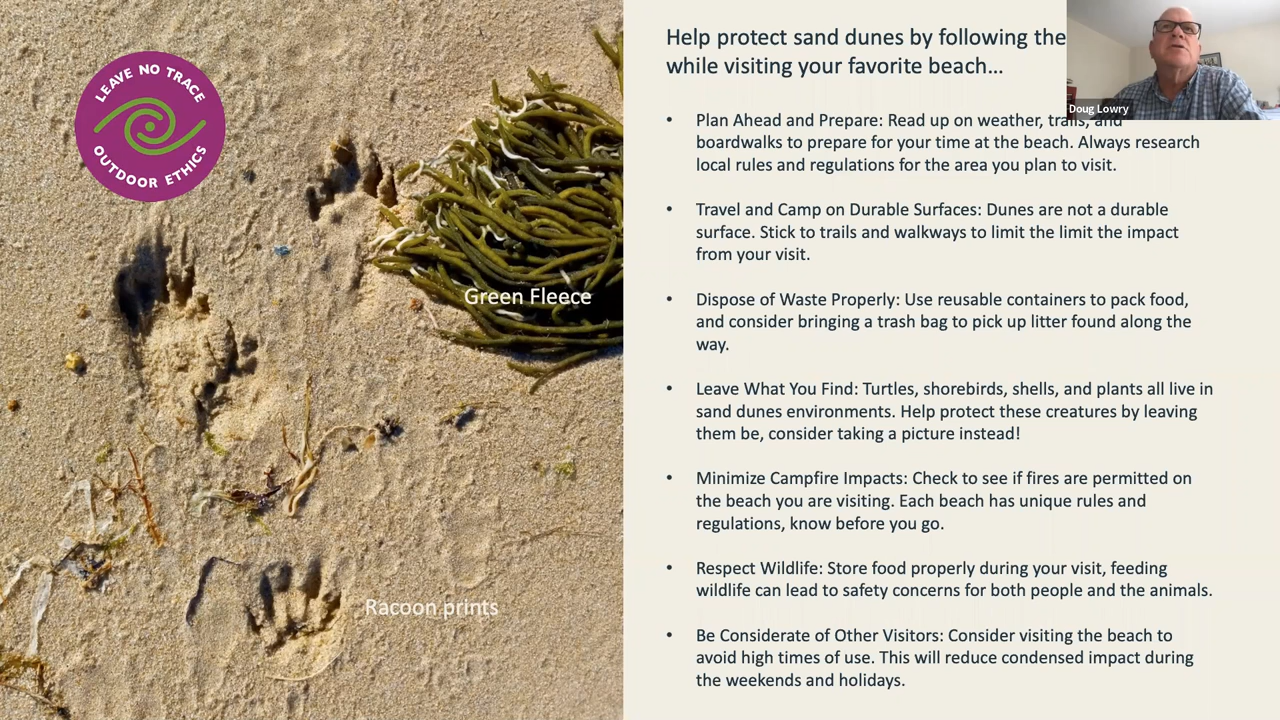 LEAVE NO TRACE
OUTDOOR ETHICS
Green Fleece
Racoon prints
Help protect sand dunes by following the
while visiting your favorite beach...
Doug Lowry
• Plan Ahead and Prepare: Read up on weather, trails, and
boardwalks to prepare for your time at the beach. Always research
local rules and regulations for the area you plan to visit.
• Travel and Camp on Durable Surfaces: Dunes are not a durable
surface. Stick to trails and walkways to limit the limit the impact
from your visit.
• Dispose of Waste Properly: Use reusable containers to pack food,
and consider bringing a trash bag to pick up litter found along the
way.
• Leave What You Find: Turtles, shorebirds, shells, and plants all live in
sand dunes environments. Help protect these creatures by leaving
them be, consider taking a picture instead!
• Minimize Campfire Impacts: Check to see if fires are permitted on
the beach you are visiting. Each beach has unique rules and
regulations, know before you go.
• Respect Wildlife: Store food properly during your visit, feeding
wildlife can lead to safety concerns for both people and the animals.
• Be Considerate of Other Visitors: Consider visiting the beach to
avoid high times of use. This will reduce condensed impact during
the weekends and holidays.